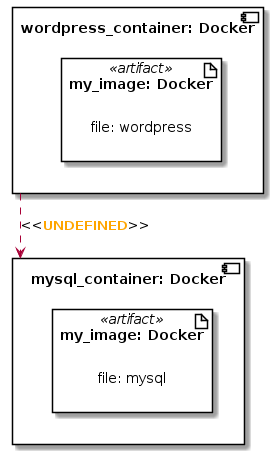 wordpress_container: Docker
«artifact»
my_image: Docker
file: wordpress
<<UNDEFINED>>
mysql_container: Docker
«artifact»
my_image: Docker
file: mysql